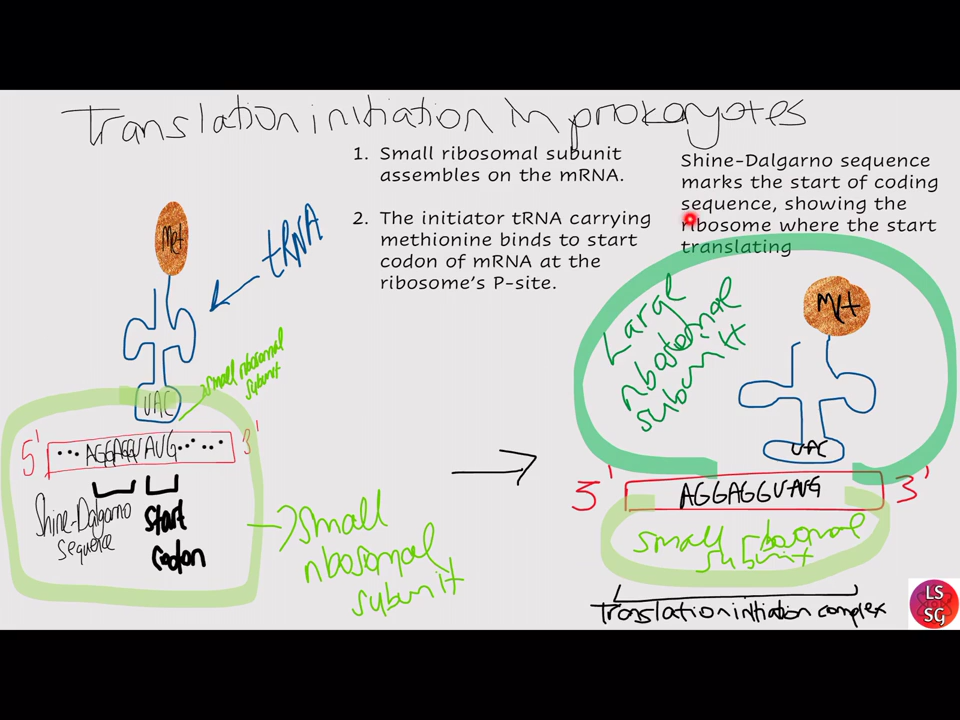 Translation initiation in prokaryotes
1. Small ribosomal subunit
assembles on the mRNA.
2. The initiator tRNA carrying
methionine binds to start
codon of mRNA at the
ribosome's P-site.
Shine-Dalgarno sequence
marks the start of coding
sequence, showing the
ribosome where the start
translating
Met
tRNA
small ribosomal
subunit
UAC
5' 3'
...AGGAGGUAUG.....
Shine-Dalgarno
sequence
start
codon
small
ribosomal
subunit
Large
ribosomal
subunit
Met
UAC
5' 3'
AGGAGGUAUG
small ribosomal
subunit
Translation initiation complex
LS
SG